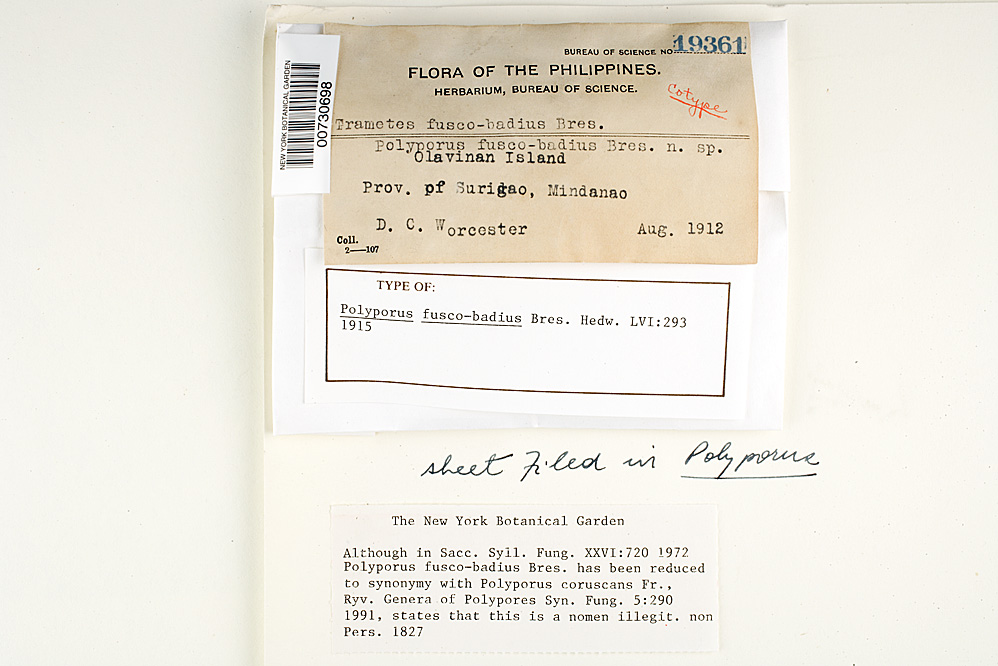 NEW YORK BOTANICAL GARDEN
00730698
BUREAU OF SCIENCE NO. 19361
FLORA OF THE PHILIPPINES.
HERBARIUM, BUREAU OF SCIENCE.
Cotype
Trametes fusco-badius Bres.
Polyporus fusco-badius Bres. n. sp.
Olavinan Island
Prov. pf Surigao, Mindanao
D. C. Worcester Aug. 1912
Coll.
2—107
TYPE OF:
Polyporus fusco-badius Bres. Hedw. LVI:293
1915
sheet filed in Polyporus
The New York Botanical Garden
Although in Sacc. Syll. Fung. XXVI:720 1972
Polyporus fusco-badius Bres. has been reduced
to synonymy with Polyporus coruscans Fr.,
Ryv. Genera of Polypores Syn. Fung. 5:290
1991, states that this is a nomen illegit. non
Pers. 1827